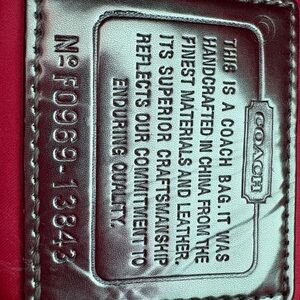 COACH
THIS IS A COACH BAG. IT WAS
HANDCRAFTED IN CHINA FROM THE
FINEST MATERIALS AND LEATHER.
ITS SUPERIOR CRAFTSMANSHIP
REFLECTS OUR COMMITMENT TO
ENDURING QUALITY.
Nº F0969-13843